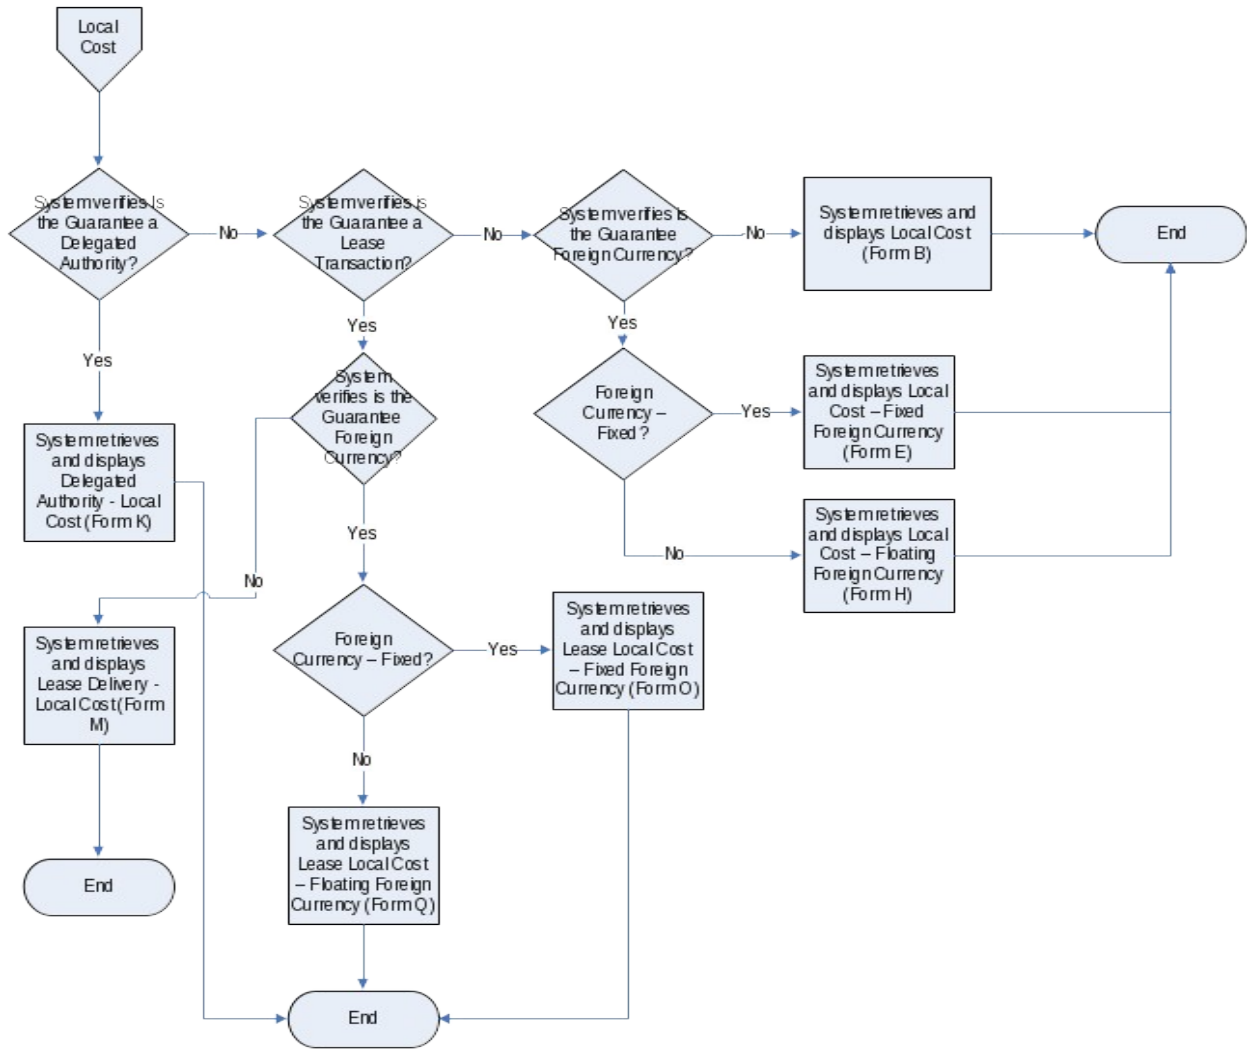 Local
Cost
System verifies Is
the Guarantee a
Delegated
Authority?
No
System verifies is
the Guarantee a
Lease
Transaction?
No
System verifies is
the Guarantee
Foreign Currency?
No
System retrieves and
displays Local Cost
(Form B)
End
Yes
Yes
Yes
System
verifies is the
Guarantee
Foreign
Currency?
Foreign
Currency –
Fixed?
Yes
System retrieves
and displays Local
Cost – Fixed
Foreign Currency
(Form E)
System retrieves
and displays
Delegated
Authority - Local
Cost (Form K)
Yes
No
System retrieves
and displays Local
Cost – Floating
Foreign Currency
(Form H)
No
System retrieves
and displays
Lease Delivery -
Local Cost (Form
M)
Foreign
Currency – Fixed?
Yes
System retrieves
and displays
Lease Local Cost
– Fixed Foreign
Currency (Form O)
No
System retrieves
and displays
Lease Local Cost
– Floating Foreign
Currency (Form Q)
End
End